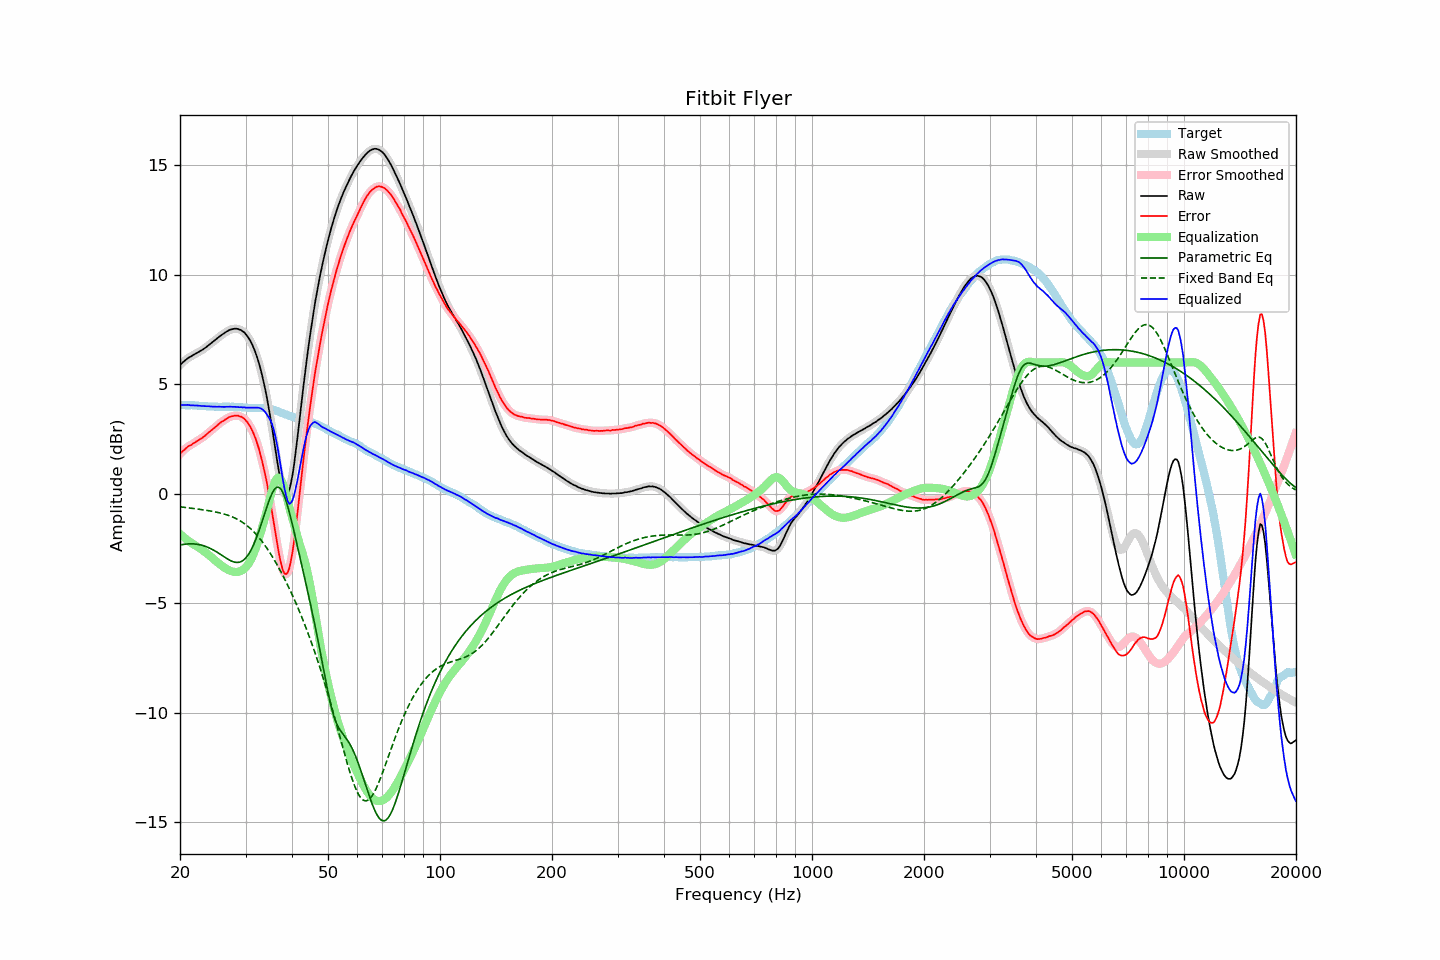 Fitbit Flyer
Target
Raw Smoothed
Error Smoothed
Raw
Error
Equalization
Parametric Eq
Fixed Band Eq
Equalized
Amplitude (dBr)
15
10
5
0
−5
−10
−15
20
50
100
200
500
1000
2000
5000
10000
20000
Frequency (Hz)